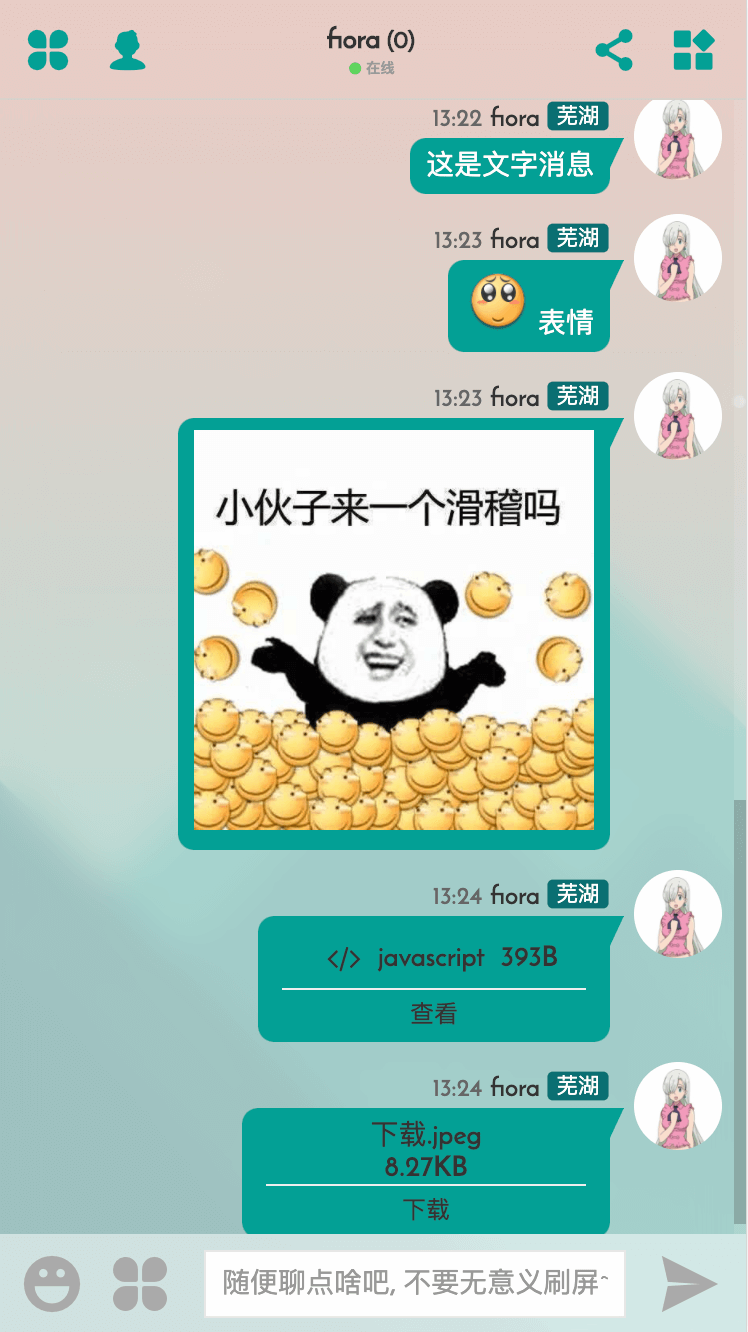 fiora (0)
在线
13:22 fiora 芜湖
这是文字消息
13:23 fiora 芜湖
表情
13:23 fiora 芜湖
小伙子来一个滑稽吗
13:24 fiora 芜湖
</> javascript 393B
查看
13:24 fiora 芜湖
下载.jpeg
8.27KB
下载
随便聊点啥吧, 不要无意义刷屏~